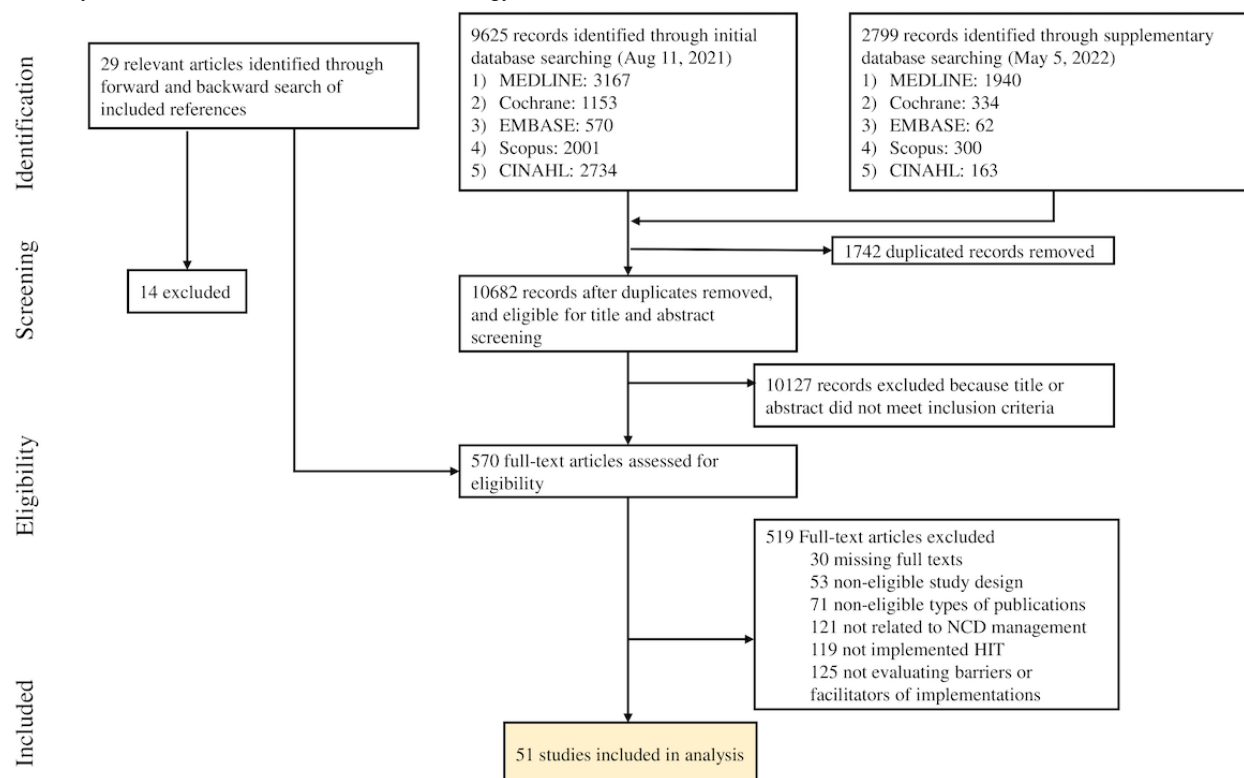 29 relevant articles identified through
forward and backward search of
included references
9625 records identified through initial
database searching (Aug 11, 2021)
1) MEDLINE: 3167
2) Cochrane: 1153
3) EMBASE: 570
4) Scopus: 2001
5) CINAHL: 2734
2799 records identified through supplementary
database searching (May 5, 2022)
1) MEDLINE: 1940
2) Cochrane: 334
3) EMBASE: 62
4) Scopus: 300
5) CINAHL: 163
Identification
1742 duplicated records removed
14 excluded
10682 records after duplicates removed,
and eligible for title and abstract
screening
Screening
10127 records excluded because title or
abstract did not meet inclusion criteria
570 full-text articles assessed for
eligibility
Eligibility
519 Full-text articles excluded
30 missing full texts
53 non-eligible study design
71 non-eligible types of publications
121 not related to NCD management
119 not implemented HIT
125 not evaluating barriers or
facilitators of implementations
Included
51 studies included in analysis